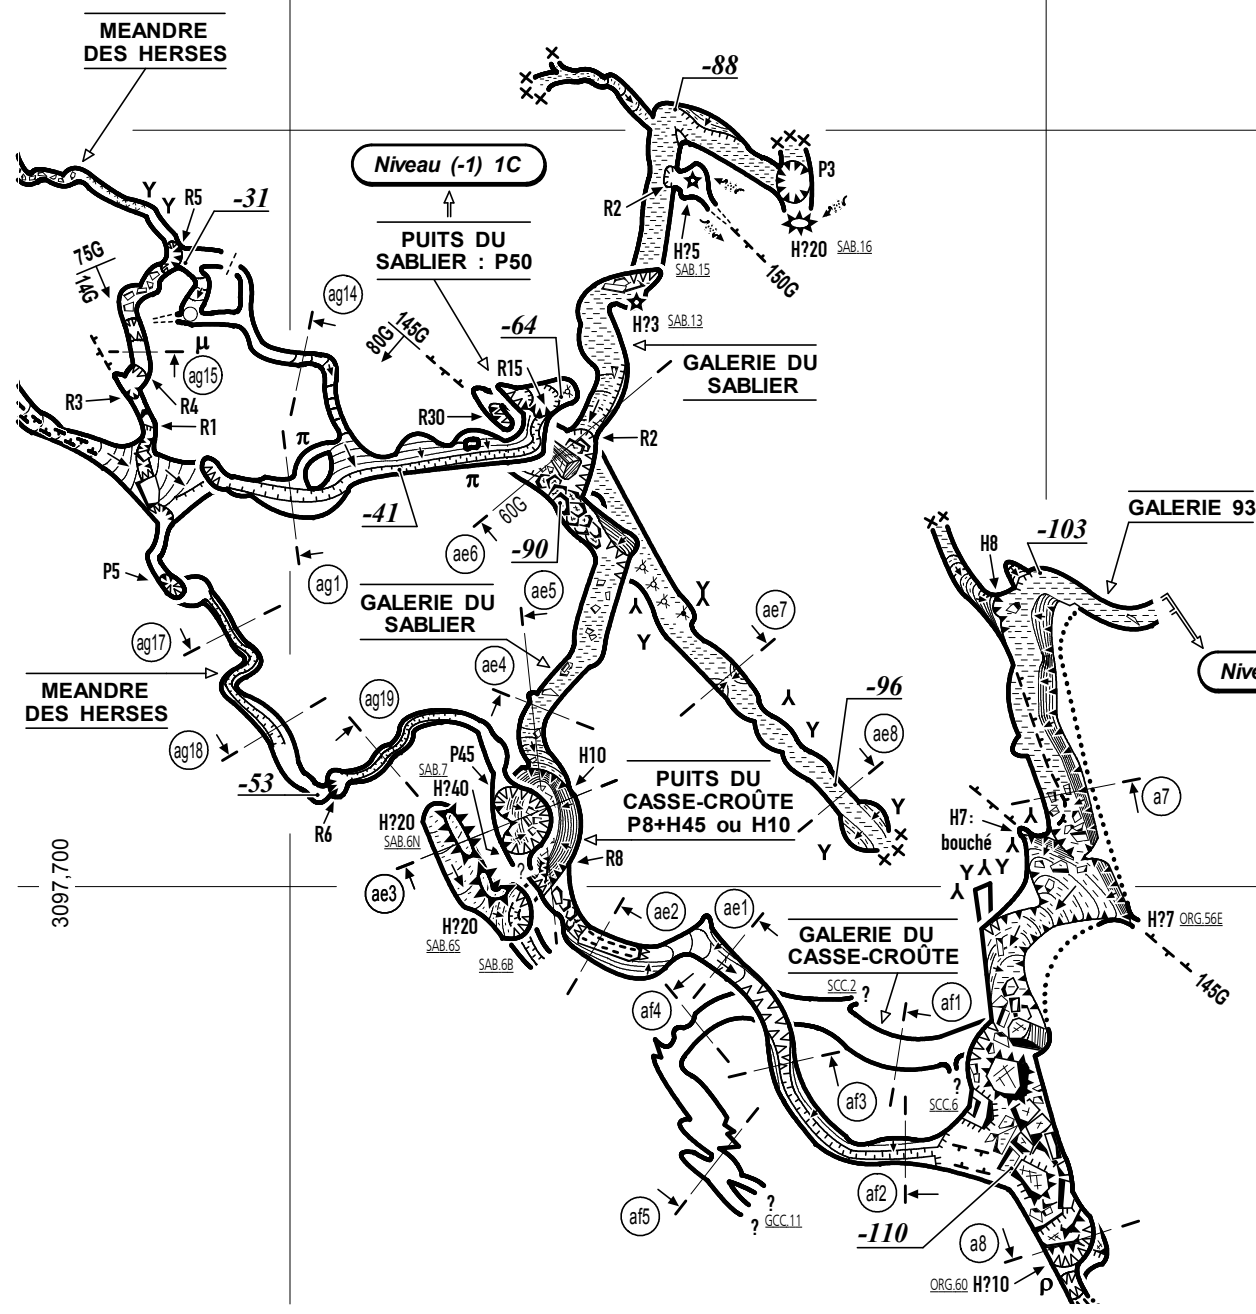 MEANDRE
DES HERSES
-88
Niveau (-1) 1C
P3
Y
Y
R5
-31
R2
PUITS DU
SABLIER : P50
H?5
SAB.15
H?20
SAB.16
150G
75G
14G
ag14
80G
145G
-64
H?3
SAB.13
μ
ag15
R15
GALERIE DU
SABLIER
R3
R4
R1
R30
R2
π
π
-41
60G
GALERIE 93
-103
H8
ae6
-90
P5
ag1
ae5
GALERIE DU
SABLIER
Y
Y
Y
Y
ae7
ag17
ae4
Nive
MEANDRE
DES HERSES
ag19
-96
Y
Y
ag18
ae8
P45
H10
SAB.7
H?40
PUITS DU
CASSE-CROÛTE
P8+H45 ou H10
-53
a7
R6
H?20
SAB.6N
H7:
bouché
Y
Y
Y
Y
R8
Y
Y
Y
Y
3097,700
?
ae3
ae2
ae1
H?20
SAB.6S
SAB.6B
H?7
ORG.56E
GALERIE DU
CASSE-CROÛTE
145G
SCC.2
?
af4
af1
?
SCC.6
af3
af5
af2
?
?
GCC.11
-110
a8
ORG.60
H?10
ρ